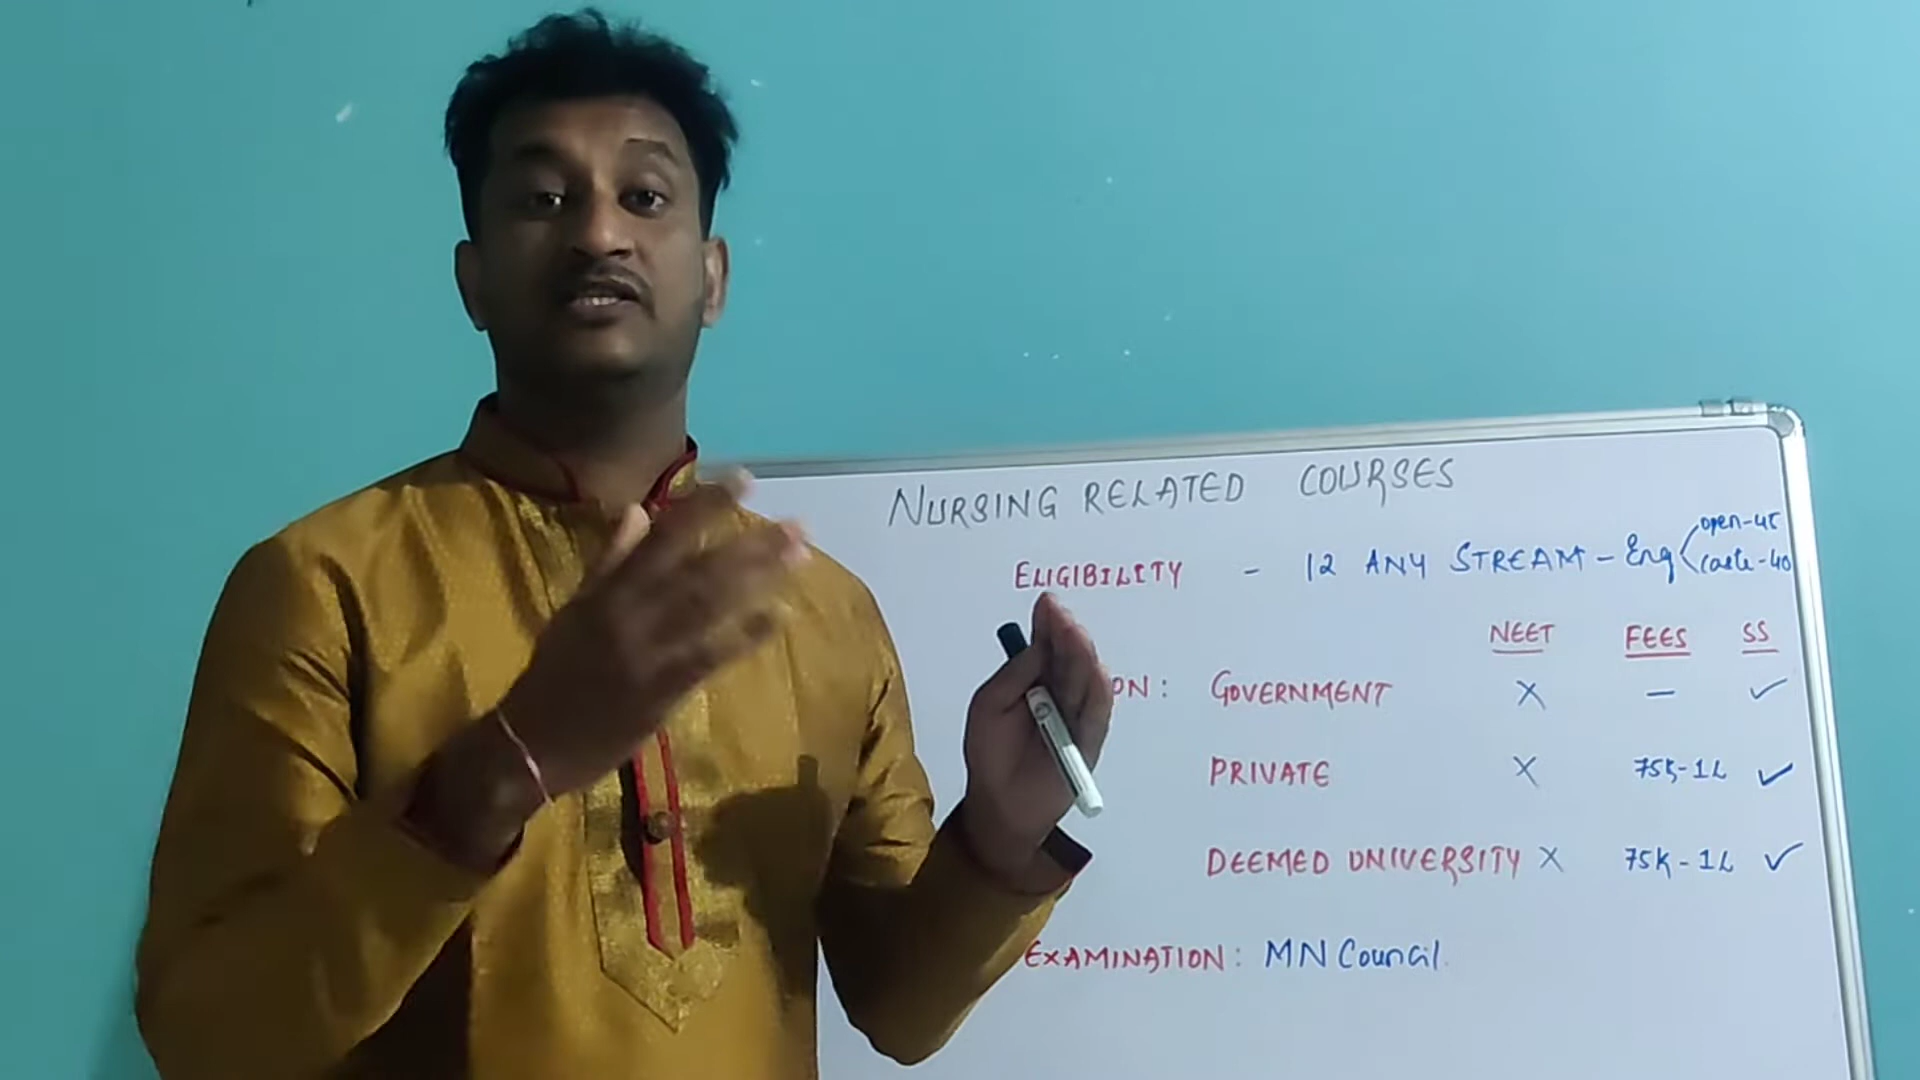 NURSING RELATED COURSES
ELIGIBILITY - 12 ANY STREAM - Eng open-45
caste-40
NEET FEES SS
ON: GOVERNMENT X — ✓
PRIVATE X 75K-1L ✓
DEEMED UNIVERSITY X 75K-1L ✓
EXAMINATION: MN Council.